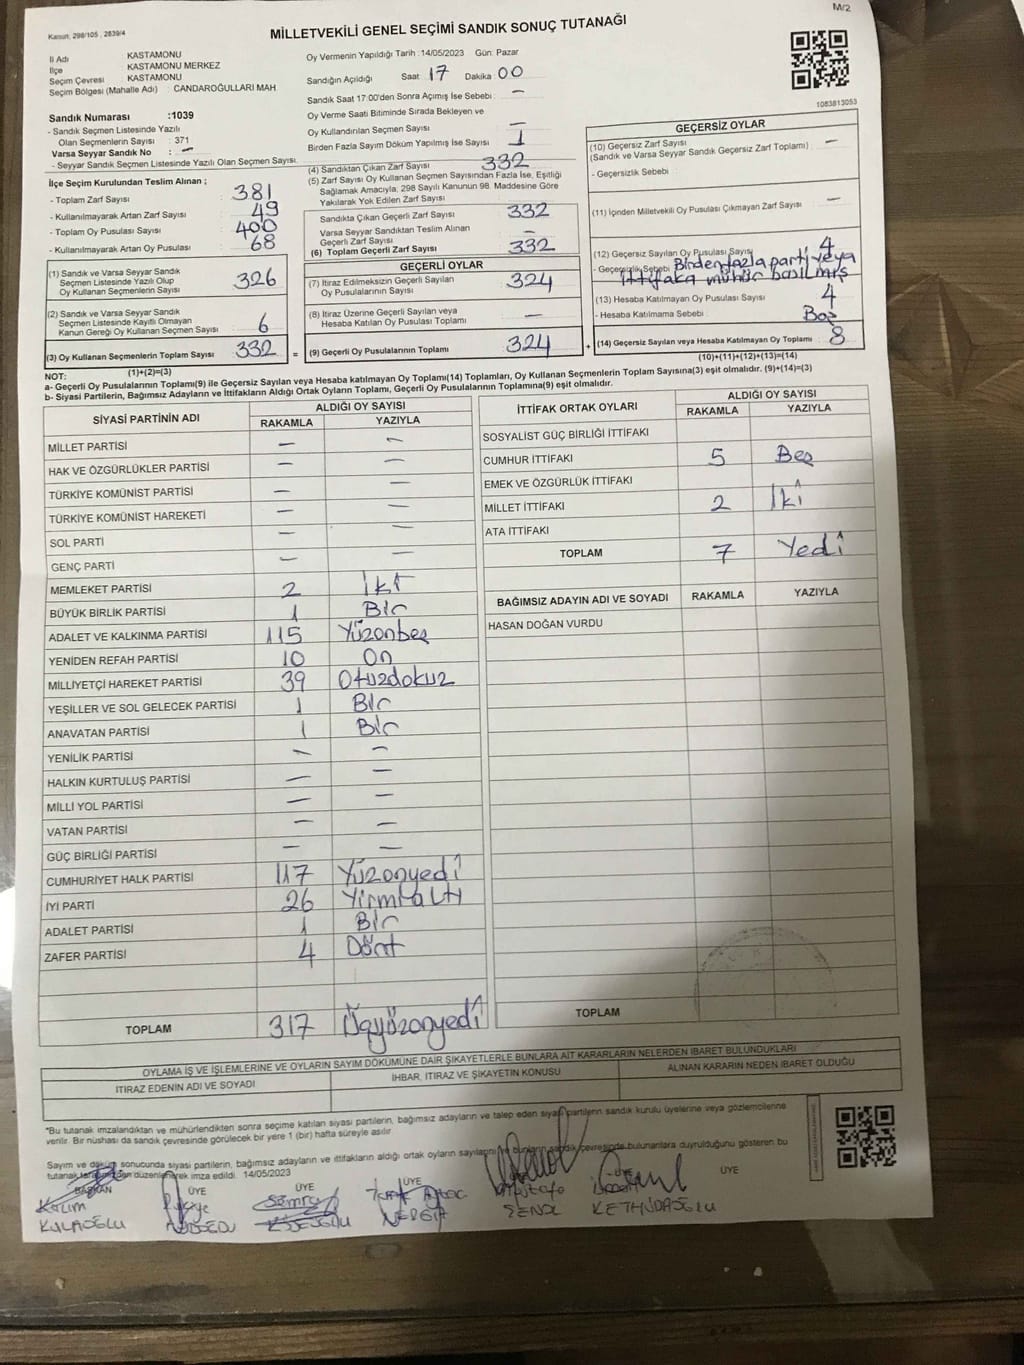 M/2
Kanun, 298/105 , 2839/4
MİLLETVEKİLİ GENEL SEÇİMİ SANDIK SONUÇ TUTANAĞI
İl Adı KASTAMONU
İlçe KASTAMONU MERKEZ
Seçim Çevresi KASTAMONU
Seçim Bölgesi (Mahalle Adı) CANDAROĞULLARI MAH.
Sandık Numarası :1039
- Sandık Seçmen Listesinde Yazılı
Olan Seçmenlerin Sayısı : 371
Varsa Seyyar Sandık No : –
- Seyyar Sandık Seçmen Listesinde Yazılı Olan Seçmen Sayısı.
İlçe Seçim Kurulundan Teslim Alınan ;
- Toplam Zarf Sayısı : 381
- Kullanılmayarak Artan Zarf Sayısı : 49
- Toplam Oy Pusulası Sayısı : 400
- Kullanılmayarak Artan Oy Pusulası : 68
(1) Sandık ve Varsa Seyyar Sandık
Seçmen Listesinde Yazılı Olup
Oy Kullanan Seçmenlerin Sayısı 326
(2) Sandık ve Varsa Seyyar Sandık
Seçmen Listesinde Kayıtlı Olmayan
Kanun Gereği Oy Kullanan Seçmen Sayısı 6
(3) Oy Kullanan Seçmenlerin Toplam Sayısı 332 =
(1)+(2)=(3)
Oy Vermenin Yapıldığı Tarih :14/05/2023 Gün: Pazar
Sandığın Açıldığı Saat 17 Dakika 00
Sandık Saat 17:00'den Sonra Açımış İse Sebebi : –
Oy Verme Saati Bitiminde Sırada Bekleyen ve
Oy Kullandırılan Seçmen Sayısı –
Birden Fazla Sayım Döküm Yapılmış İse Sayısı 1
(4) Sandıktan Çıkan Zarf Sayısı 332
(5) Zarf Sayısı Oy Kullanan Seçmen Sayısından Fazla İse, Eşitliği
Sağlamak Amacıyla, 298 Sayılı Kanunun 98. Maddesine Göre
Yakılarak Yok Edilen Zarf Sayısı :
Sandıkta Çıkan Geçerli Zarf Sayısı 332
Varsa Seyyar Sandıktan Teslim Alınan
Geçerli Zarf Sayısı –
(6) Toplam Geçerli Zarf Sayısı 332
GEÇERLİ OYLAR
(7) İtiraz Edilmeksizin Geçerli Sayılan
Oy Pusulalarının Sayısı 324
(8) İtiraz Üzerine Geçerli Sayılan veya
Hesaba Katılan Oy Pusulası Toplamı –
(9) Geçerli Oy Pusulalarının Toplamı 324 +
1083813053
GEÇERSİZ OYLAR
(10) Geçersiz Zarf Sayısı –
(Sandık ve Varsa Seyyar Sandık Geçersiz Zarf Toplamı)
- Geçersizlik Sebebi :
(11) İçinden Milletvekili Oy Pusulası Çıkmayan Zarf Sayısı –
(12) Geçersiz Sayılan Oy Pusulası Sayısı 4
- Geçersizlik Sebebi Birden fazla parti veya
ittifaka mühür basılmış
(13) Hesaba Katılmayan Oy Pusulası Sayısı 4
- Hesaba Katılmama Sebebi : Boş
(14) Geçersiz Sayılan veya Hesaba Katılmayan Oy Toplamı : 8
(10)+(11)+(12)+(13)=(14)
NOT:
a- Geçerli Oy Pusulalarının Toplamı(9) ile Geçersiz Sayılan veya Hesaba katılmayan Oy Toplamı(14) Toplamları, Oy Kullanan Seçmenlerin Toplam Sayısına(3) eşit olmalıdır. (9)+(14)=(3)
b- Siyasi Partilerin, Bağımsız Adayların ve İttifakların Aldığı Ortak Oyların Toplamı, Geçerli Oy Pusulalarının Toplamına(9) eşit olmalıdır.
SİYASİ PARTİNİN ADI ALDIĞI OY SAYISI
RAKAMLA YAZIYLA
MİLLET PARTİSİ – –
HAK VE ÖZGÜRLÜKLER PARTİSİ – –
TÜRKİYE KOMÜNİST PARTİSİ – –
TÜRKİYE KOMÜNİST HAREKETİ – –
SOL PARTİ – –
GENÇ PARTİ – –
MEMLEKET PARTİSİ 2 İki
BÜYÜK BİRLİK PARTİSİ 1 Bir
ADALET VE KALKINMA PARTİSİ 115 Yüzonbeş
YENİDEN REFAH PARTİSİ 10 On
MİLLİYETÇİ HAREKET PARTİSİ 39 Otuzdokuz
YEŞİLLER VE SOL GELECEK PARTİSİ 1 Bir
ANAVATAN PARTİSİ 1 Bir
YENİLİK PARTİSİ – –
HALKIN KURTULUŞ PARTİSİ – –
MİLLİ YOL PARTİSİ – –
VATAN PARTİSİ – –
GÜÇ BİRLİĞİ PARTİSİ – –
CUMHURİYET HALK PARTİSİ 117 Yüzonyedi
İYİ PARTİ 26 Yirmialtı
ADALET PARTİSİ 1 Bir
ZAFER PARTİSİ 4 Dört
TOPLAM 317 Üçyüzonyedi
İTTİFAK ORTAK OYLARI ALDIĞI OY SAYISI
RAKAMLA YAZIYLA
SOSYALİST GÜÇ BİRLİĞİ İTTİFAKI
CUMHUR İTTİFAKI 5 Beş
EMEK VE ÖZGÜRLÜK İTTİFAKI
MİLLET İTTİFAKI 2 İki
ATA İTTİFAKI
TOPLAM 7 Yedi
BAĞIMSIZ ADAYIN ADI VE SOYADI RAKAMLA YAZIYLA
HASAN DOĞAN VURDU
TOPLAM
OYLAMA İŞ VE İŞLEMLERİNE VE OYLARIN SAYIM DÖKÜMÜNE DAİR ŞİKAYETLERLE BUNLARA AİT KARARLARIN NELERDEN İBARET BULUNDUKLARI
İTİRAZ EDENİN ADI VE SOYADI İHBAR, İTİRAZ VE ŞİKAYETİN KONUSU ALINAN KARARIN NEDEN İBARET OLDUĞU
*Bu tutanak imzalandıktan ve mühürlendikten sonra seçime katılan siyasi partilerin, bağımsız adayların ve talep eden siyasi partilerin sandık kurulu üyelerine veya gözlemcilerine
verilir. Bir nüshası da sandık çevresinde görülecek bir yere 1 (bir) hafta süreyle asılır.
Sayım ve döküm sonucunda siyasi partilerin, bağımsız adayların ve ittifakların aldığı ortak oyların sayılarını ve bunların sandık çevresinde bulunanlara duyrulduğunu gösteren bu
tutanak tarafımızdan düzenlenerek imza edildi. 14/05/2023
BAŞKAN ÜYE ÜYE ÜYE ÜYE ÜYE
Kazım Semra Mustafa
KULAOĞLU ŞENOL KETHÜDAOĞLU